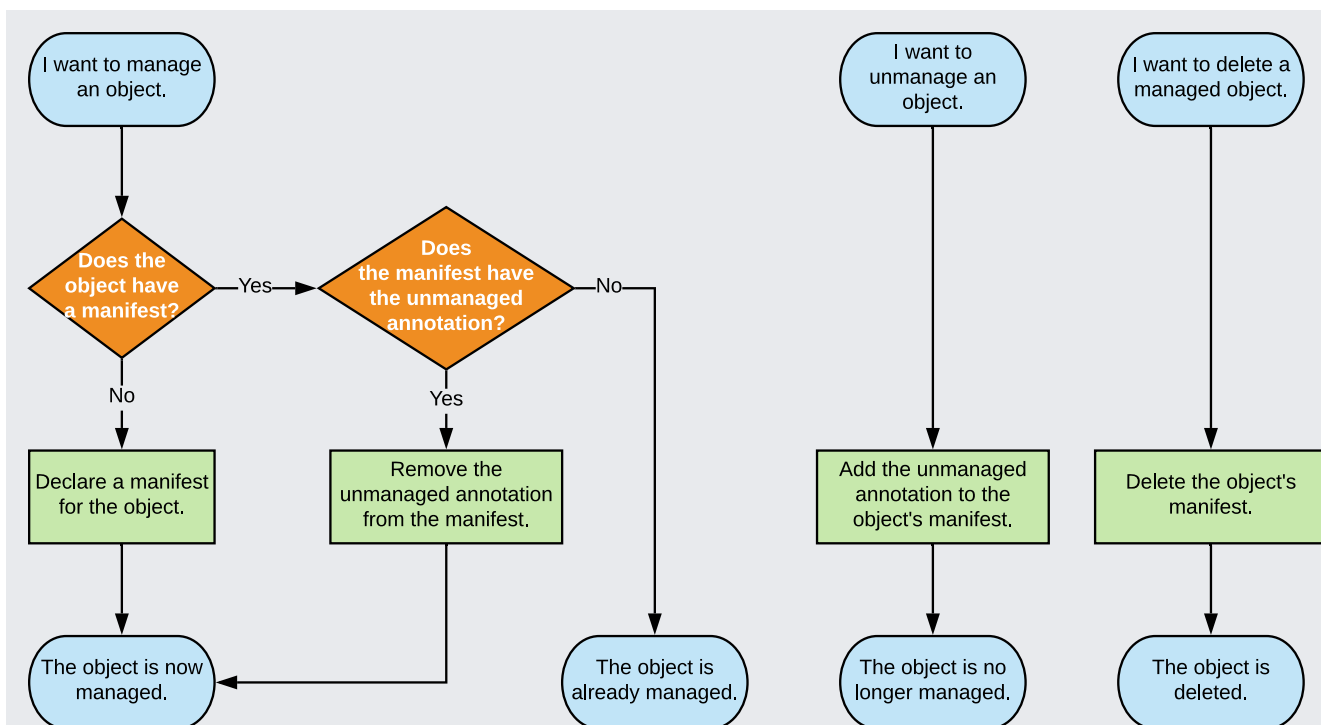 I want to manage
an object.
I want to
unmanage an
object.
I want to delete a
managed object.
Does the
object have
a manifest?
Yes
Does
the manifest have
the unmanaged
annotation?
No
No
Yes
Declare a manifest
for the object.
Remove the
unmanaged annotation
from the manifest.
Add the unmanaged
annotation to the
object's manifest.
Delete the object's
manifest.
The object is now
managed.
The object is
already managed.
The object is no
longer managed.
The object is
deleted.